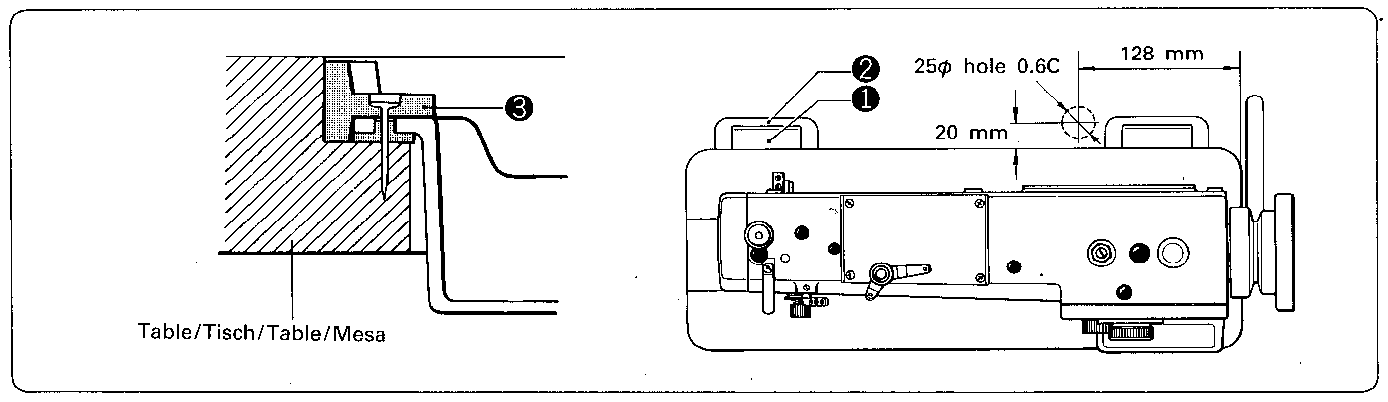 ❸
Table/Tisch/Table/Mesa
❷
❶
25φ hole 0.6C
128 mm
20 mm